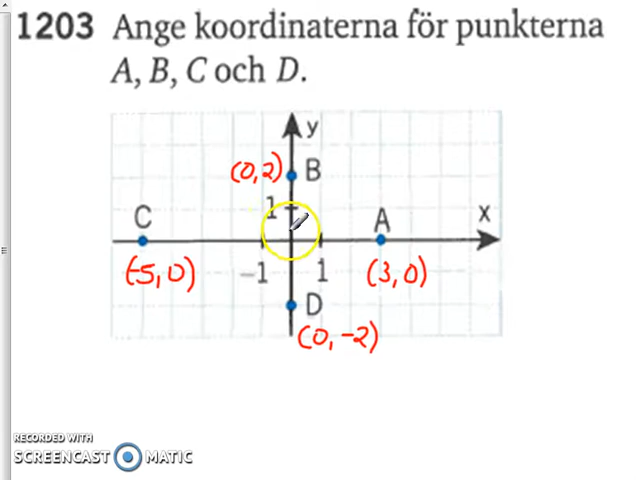 1203 Ange koordinaterna för punkterna
A, B, C och D.
y
(0,2) B
1
C
A
x
(-5,0)
-1
1
(3,0)
D
(0,-2)
RECORDED WITH
SCREENCAST MATIC